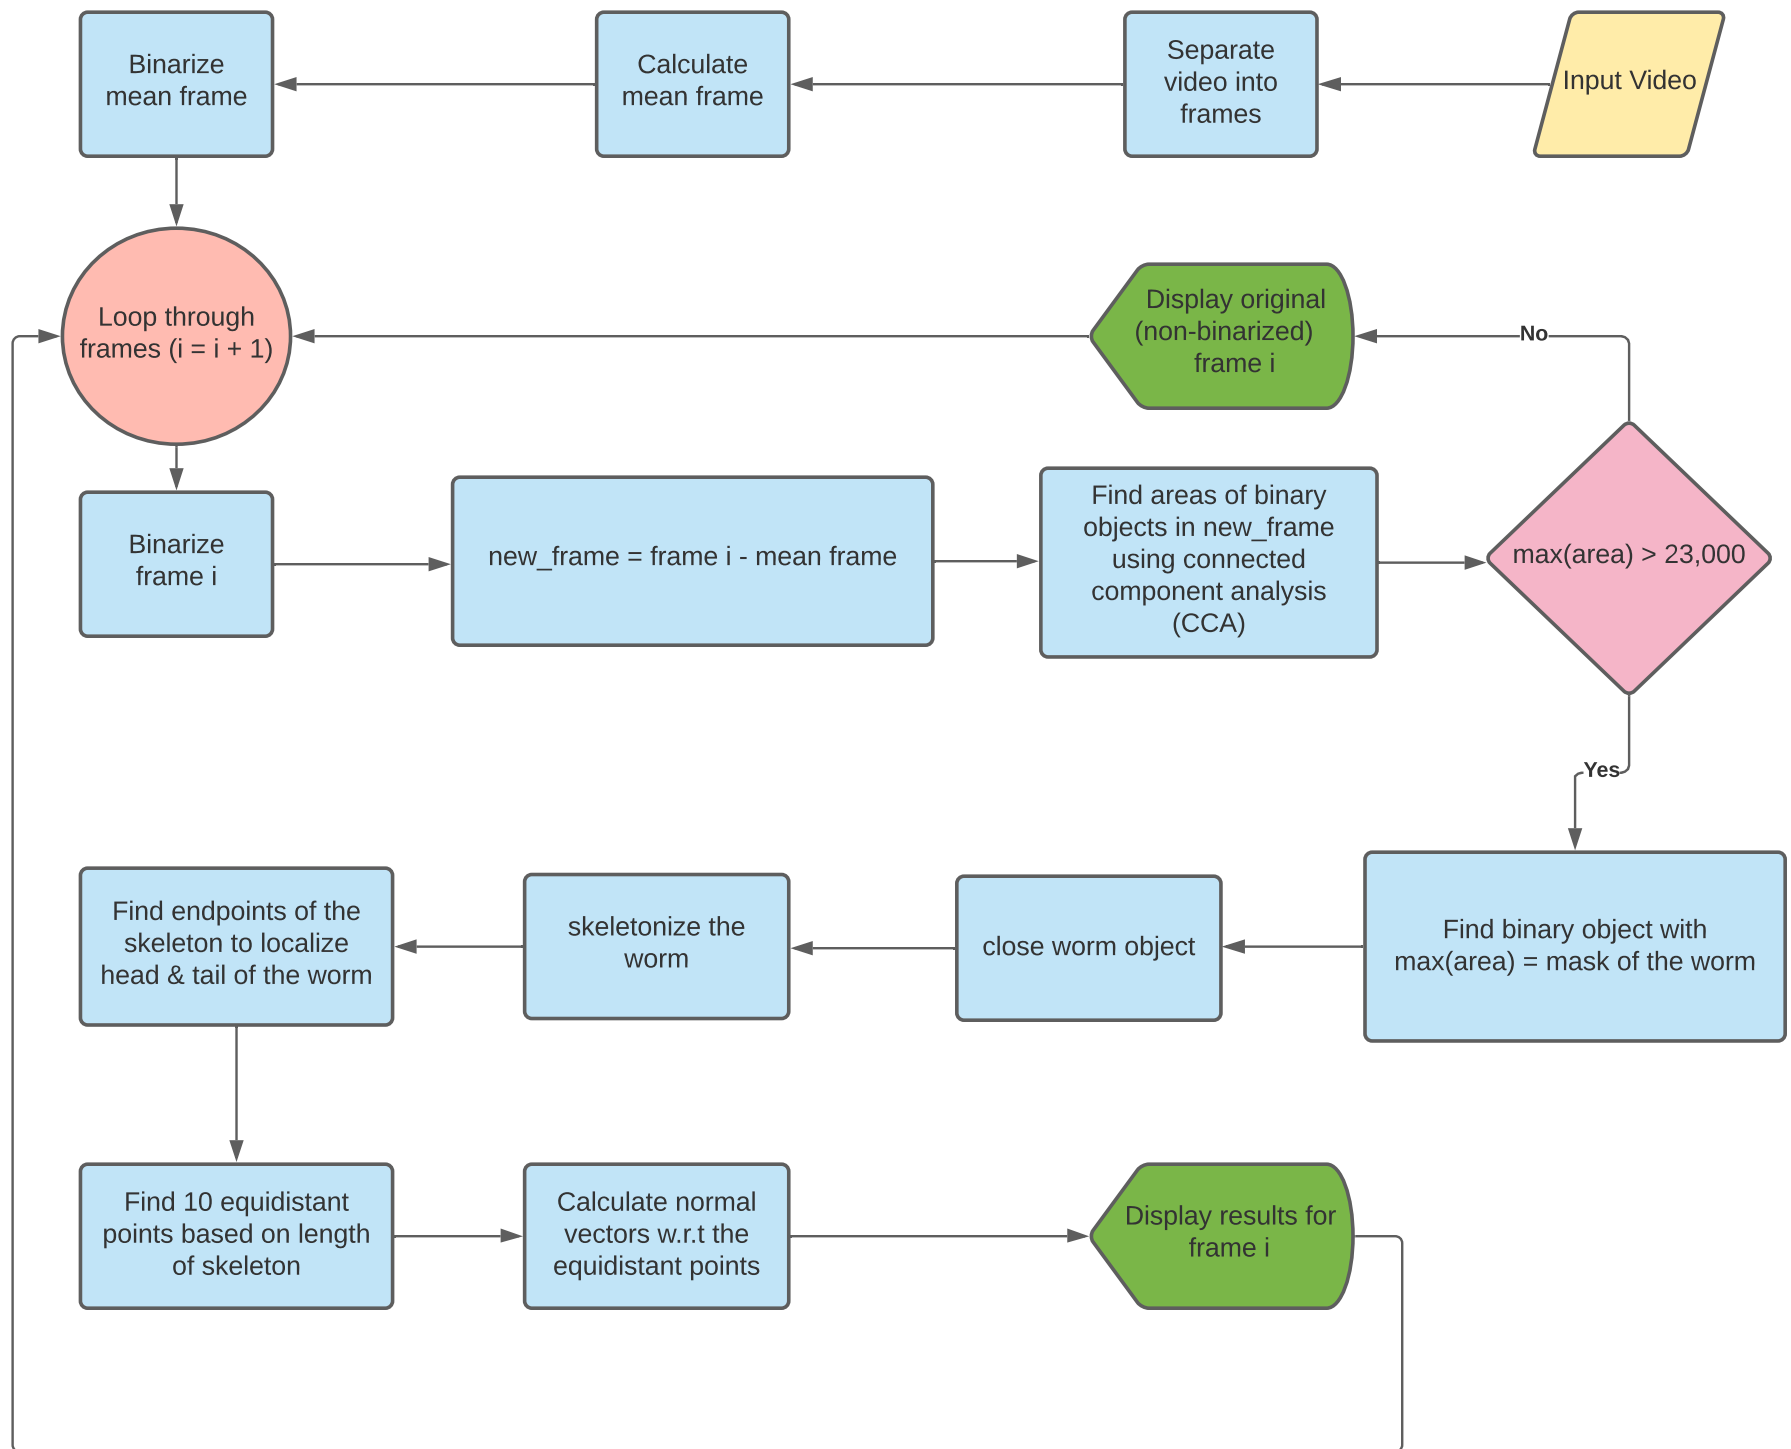 Binarize
mean frame
Calculate
mean frame
Separate
video into
frames
Input Video
Loop through
frames (i = i + 1)
Display original
(non-binarized)
frame i
No
Binarize
frame i
new_frame = frame i - mean frame
Find areas of binary
objects in new_frame
using connected
component analysis
(CCA)
max(area) > 23,000
Yes
Find endpoints of the
skeleton to localize
head & tail of the worm
skeletonize the
worm
close worm object
Find binary object with
max(area) = mask of the worm
Find 10 equidistant
points based on length
of skeleton
Calculate normal
vectors w.r.t the
equidistant points
Display results for
frame i